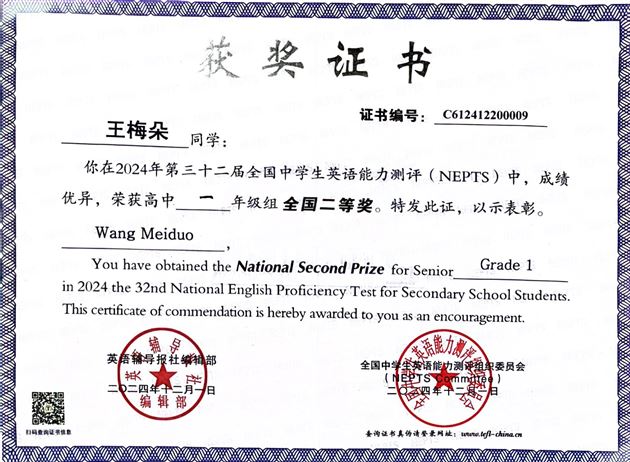 获奖证书
证书编号： C612412200009
王梅朵 同学：
你在2024年第三十二届全国中学生英语能力测评（NEPTS）中，成绩
优异，荣获高中 一 年级组 全国二等奖。特发此证，以示表彰。
Wang Meiduo ,
You have obtained the National Second Prize for Senior Grade 1
in 2024 the 32nd National English Proficiency Test for Secondary School Students.
This certificate of commendation is hereby awarded to you as an encouragement.
英语辅导报社编辑部
二〇二四年十二月一日
英语辅导报社
编辑部
全国中学生英语能力测评组织委员会
（NEPTS Committee）
二〇二四年十二月一日
扫码查询证书信息
查询证书真伪请登录网址：www.tefl-china.cn